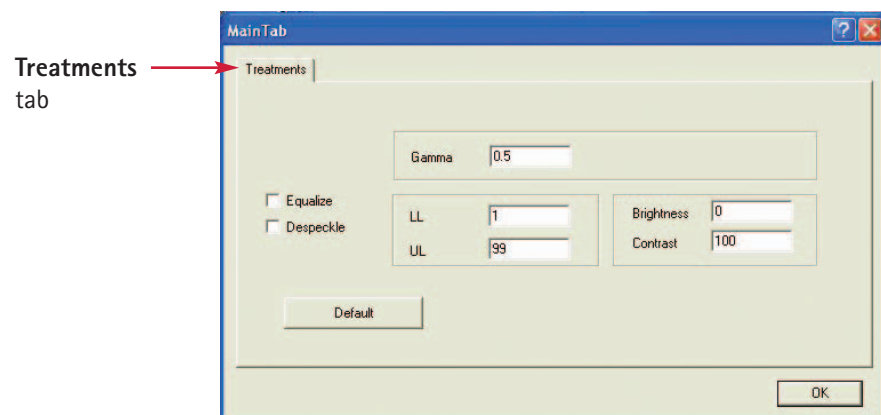 MainTab
Treatments
tab
Treatments
Gamma 0.5
Equalize
Despeckle
LL 1
UL 99
Brightness 0
Contrast 100
Default
OK